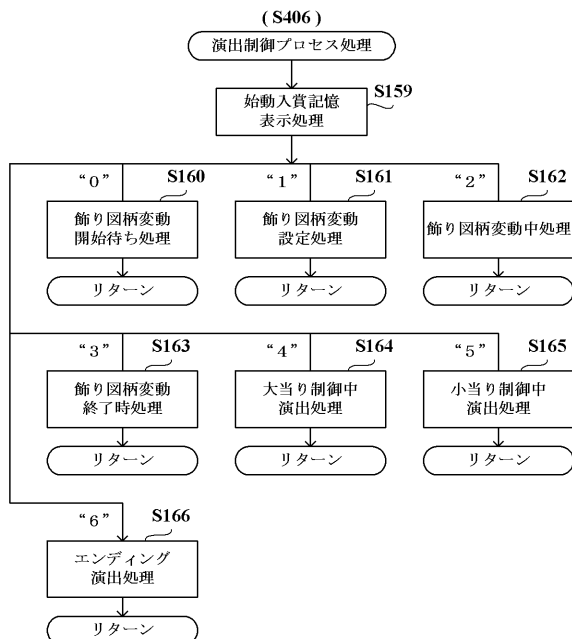 (S406)
演出制御プロセス処理
S159
始動入賞記憶
表示処理
“0” S160 “1” S161 “2” S162
飾り図柄変動
開始待ち処理
飾り図柄変動
設定処理
飾り図柄変動中処理
リターン リターン リターン
“3” S163 “4” S164 “5” S165
飾り図柄変動
終了時処理
大当り制御中
演出処理
小当り制御中
演出処理
リターン リターン リターン
“6” S166
エンディング
演出処理
リターン